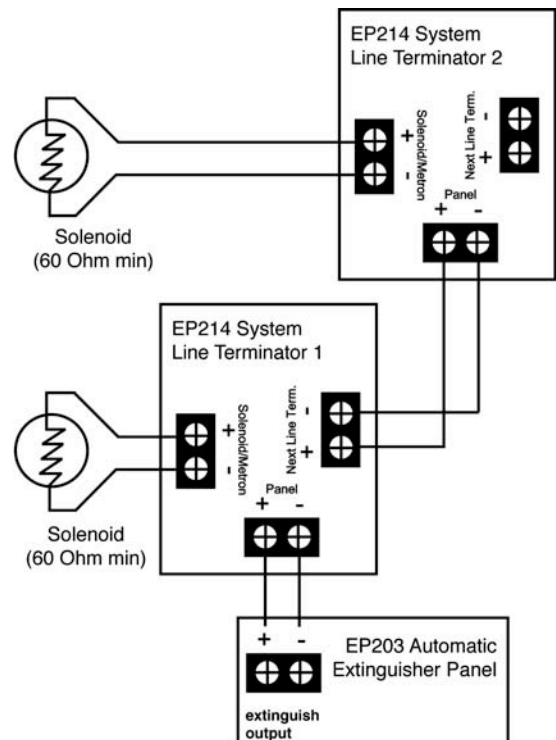 EP214 System
Line Terminator 2
+
-
Solenoid/Metron
Next Line Term.
-
+
Panel
+ -
Solenoid
(60 Ohm min)
EP214 System
Line Terminator 1
+
-
Solenoid/Metron
Next Line Term.
-
+
Panel
+ -
Solenoid
(60 Ohm min)
+ -
EP203 Automatic
Extinguisher Panel
extinguish
output